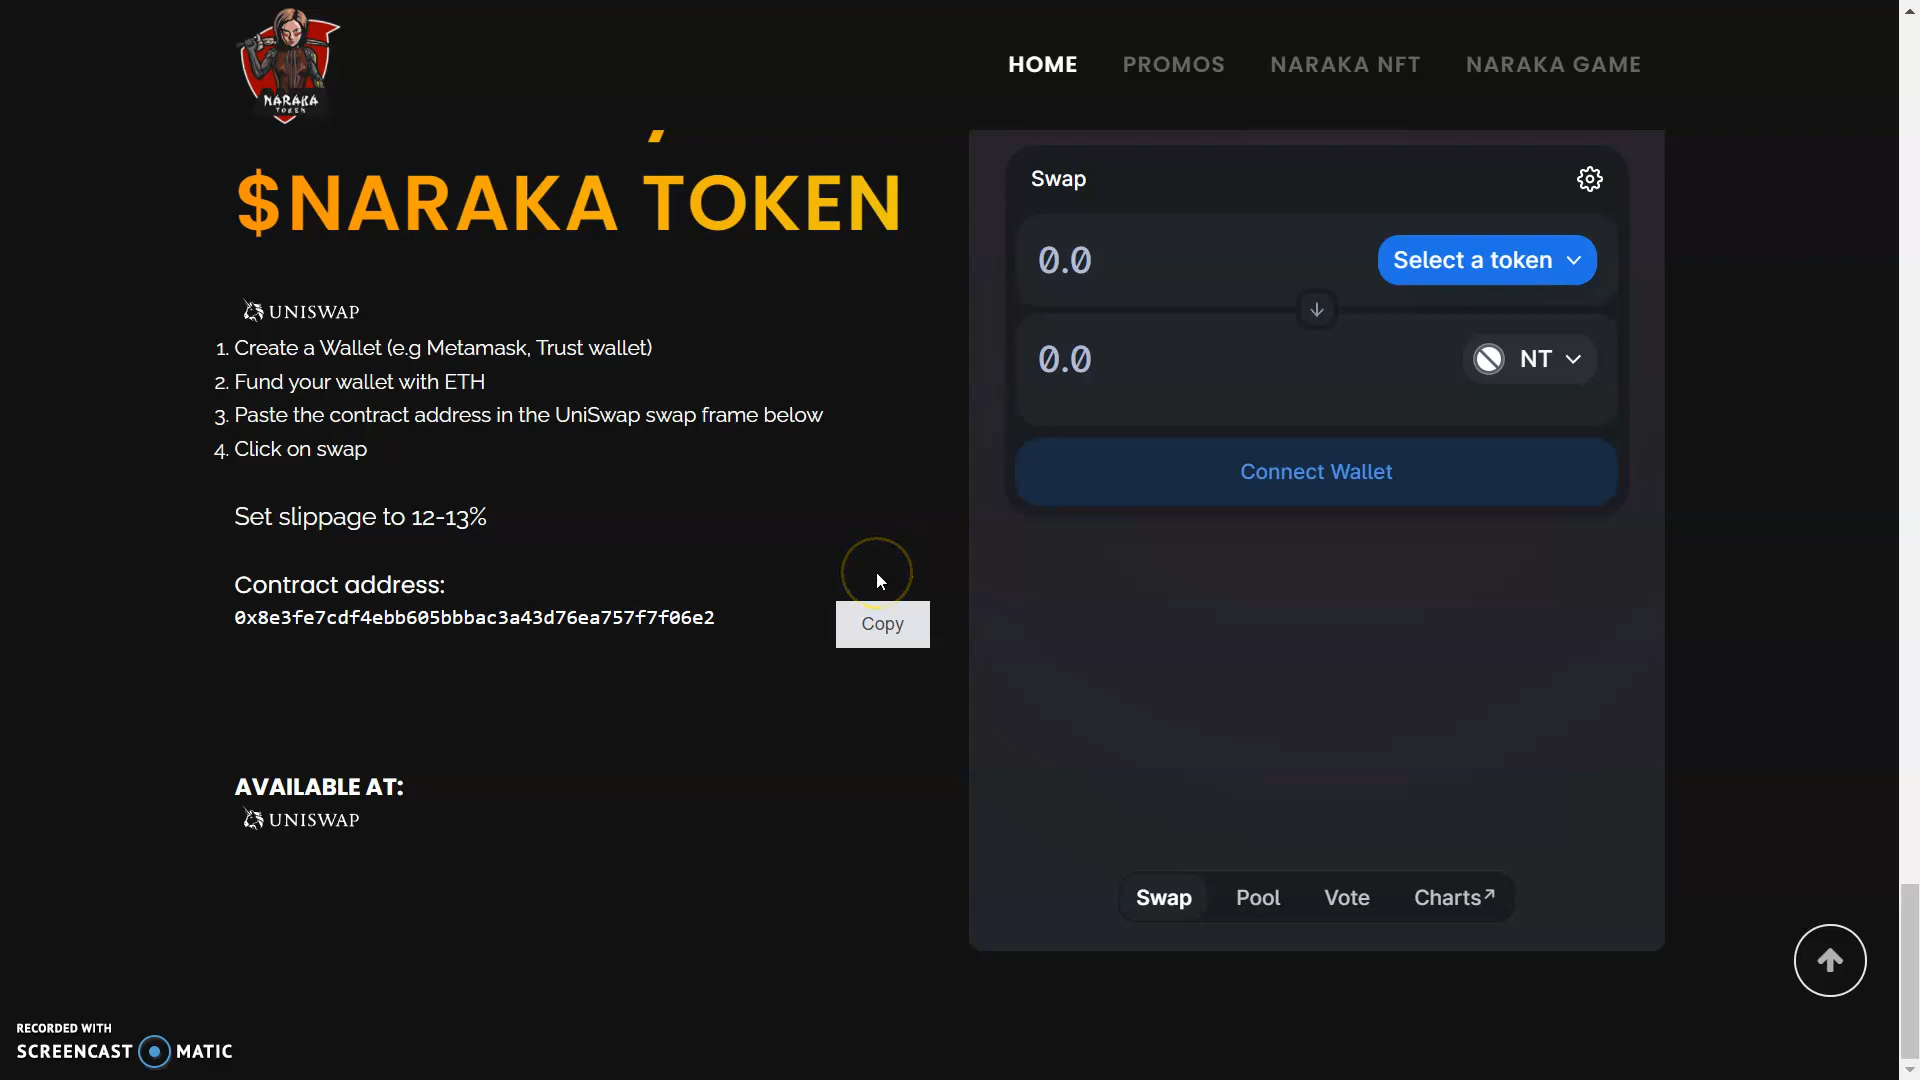 NARAKA
TOKEN
HOME
PROMOS
NARAKA NFT
NARAKA GAME
$NARAKA TOKEN
UNISWAP
1. Create a Wallet (e.g Metamask, Trust wallet)
2. Fund your wallet with ETH
3. Paste the contract address in the UniSwap swap frame below
4. Click on swap
Set slippage to 12-13%
Contract address:
0x8e3fe7cdf4ebb605bbbac3a43d76ea757f7f06e2
Copy
AVAILABLE AT:
UNISWAP
Swap
0.0
Select a token
0.0
NT
Connect Wallet
Swap
Pool
Vote
Charts↗
RECORDED WITH
SCREENCAST MATIC